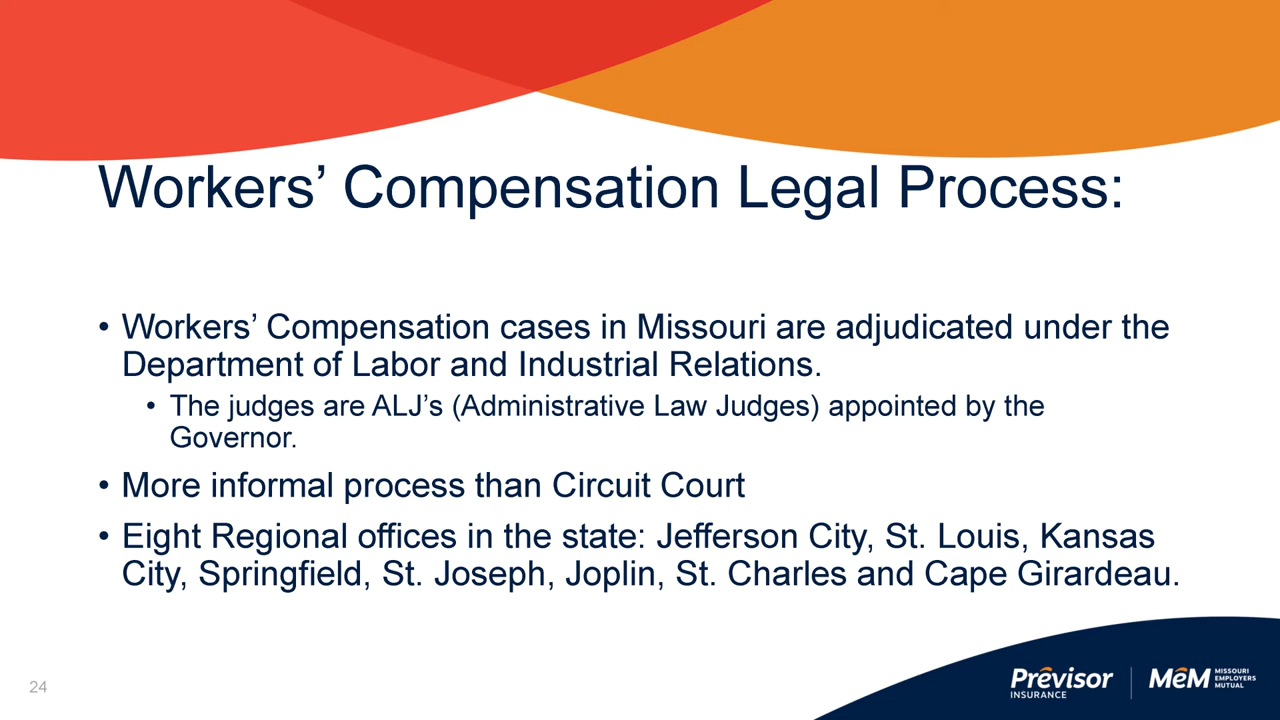 Workers’ Compensation Legal Process:
• Workers’ Compensation cases in Missouri are adjudicated under the
Department of Labor and Industrial Relations.
• The judges are ALJ’s (Administrative Law Judges) appointed by the
Governor.
• More informal process than Circuit Court
• Eight Regional offices in the state: Jefferson City, St. Louis, Kansas
City, Springfield, St. Joseph, Joplin, St. Charles and Cape Girardeau.
24
Prēvisor
INSURANCE
MēM
MISSOURI
EMPLOYERS
MUTUAL